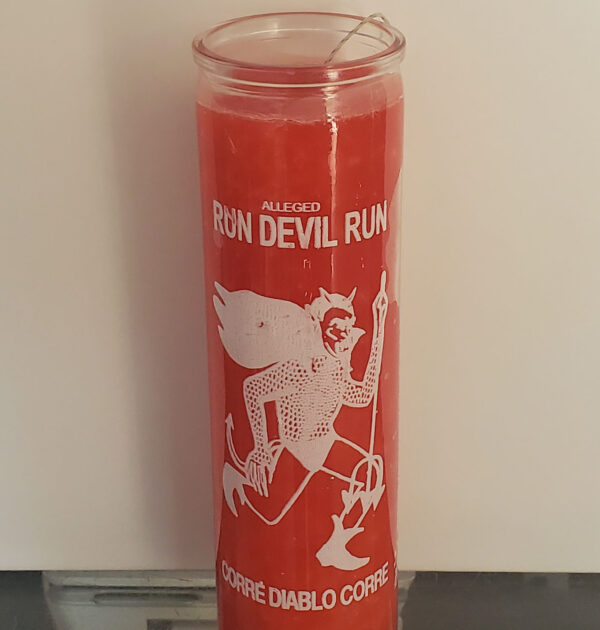 ALLEGED
RUN DEVIL RUN
CORRÉ DIABLO CORRE